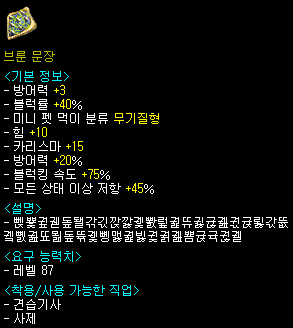 브룬 문장
<기본 정보>
- 방어력 +3
- 블럭률 +40%
- 미니 펫 먹이 분류 무기질형
- 힘 +10
- 카리스마 +15
- 방어력 +20%
- 블럭킹 속도 +75%
- 모든 상태 이상 저항 +45%
<설명>
<요구 능력치>
- 레벨 87
<착용/사용 가능한 직업>
- 견습기사
- 사제